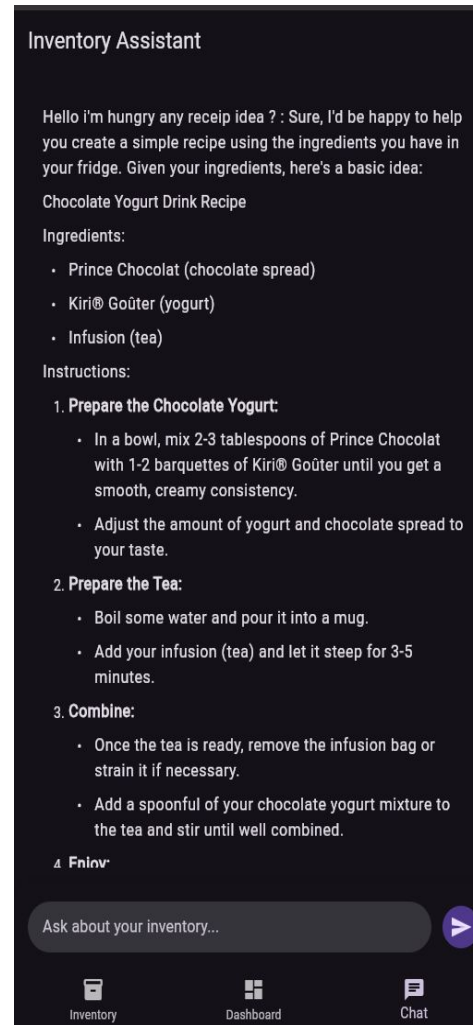 Inventory Assistant
Hello i'm hungry any receip idea ? : Sure, I'd be happy to help
you create a simple recipe using the ingredients you have in
your fridge. Given your ingredients, here's a basic idea:
Chocolate Yogurt Drink Recipe
Ingredients:
• Prince Chocolat (chocolate spread)
• Kiri® Goûter (yogurt)
• Infusion (tea)
Instructions:
1. Prepare the Chocolate Yogurt:
• In a bowl, mix 2-3 tablespoons of Prince Chocolat
with 1-2 barquettes of Kiri® Goûter until you get a
smooth, creamy consistency.
• Adjust the amount of yogurt and chocolate spread to
your taste.
2. Prepare the Tea:
• Boil some water and pour it into a mug.
• Add your infusion (tea) and let it steep for 3-5
minutes.
3. Combine:
• Once the tea is ready, remove the infusion bag or
strain it if necessary.
• Add a spoonful of your chocolate yogurt mixture to
the tea and stir until well combined.
4. Enjoy:
Ask about your inventory...
Inventory
Dashboard
Chat